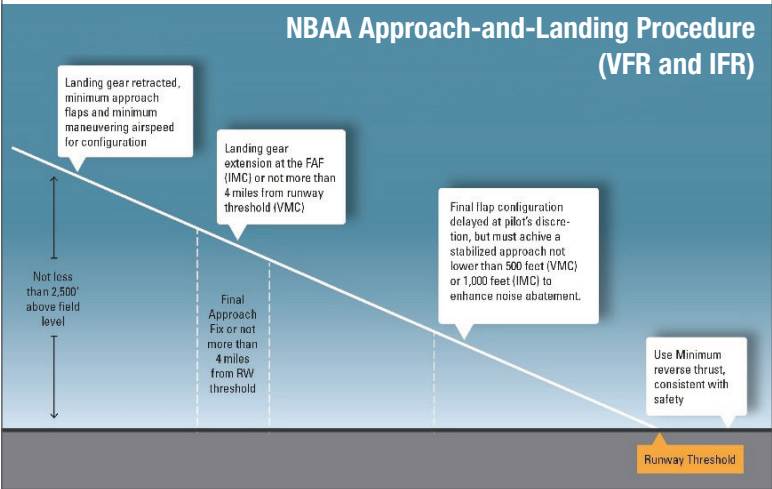 NBAA Approach-and-Landing Procedure
(VFR and IFR)
Landing gear retracted,
minimum approach
flaps and minimum
maneuvering airspeed
for configuration
Landing gear
extension at the FAF
(IMC) or not more than
4 miles from runway
threshold (VMC)
Final flap configuration
delayed at pilot's discre-
tion, but must achive a
stabilized approach not
lower than 500 feet (VMC)
or 1,000 feet (IMC) to
enhance noise abatement.
Not less
than 2,500'
above field
level
Final
Approach
Fix or not
more than
4 miles
from RW
threshold
Use Minimum
reverse thrust,
consistent with
safety
Runway Threshold